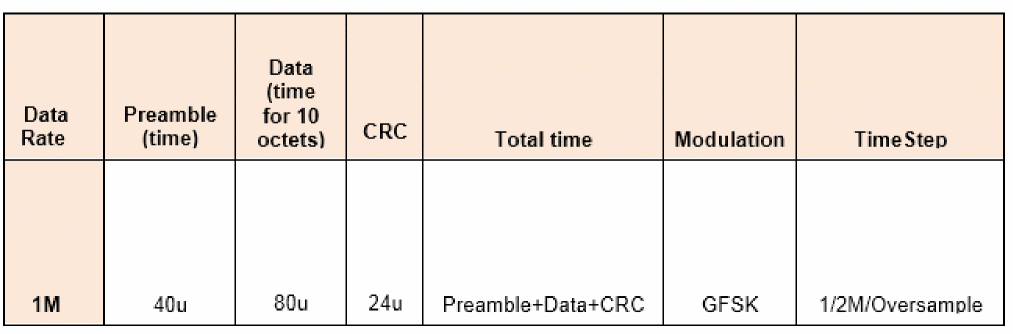 Data Rate | Preamble (time) | Data (time for 10 octets) | CRC | Total time | Modulation | TimeStep
1M | 40u | 80u | 24u | Preamble+Data+CRC | GFSK | 1/2M/Oversample